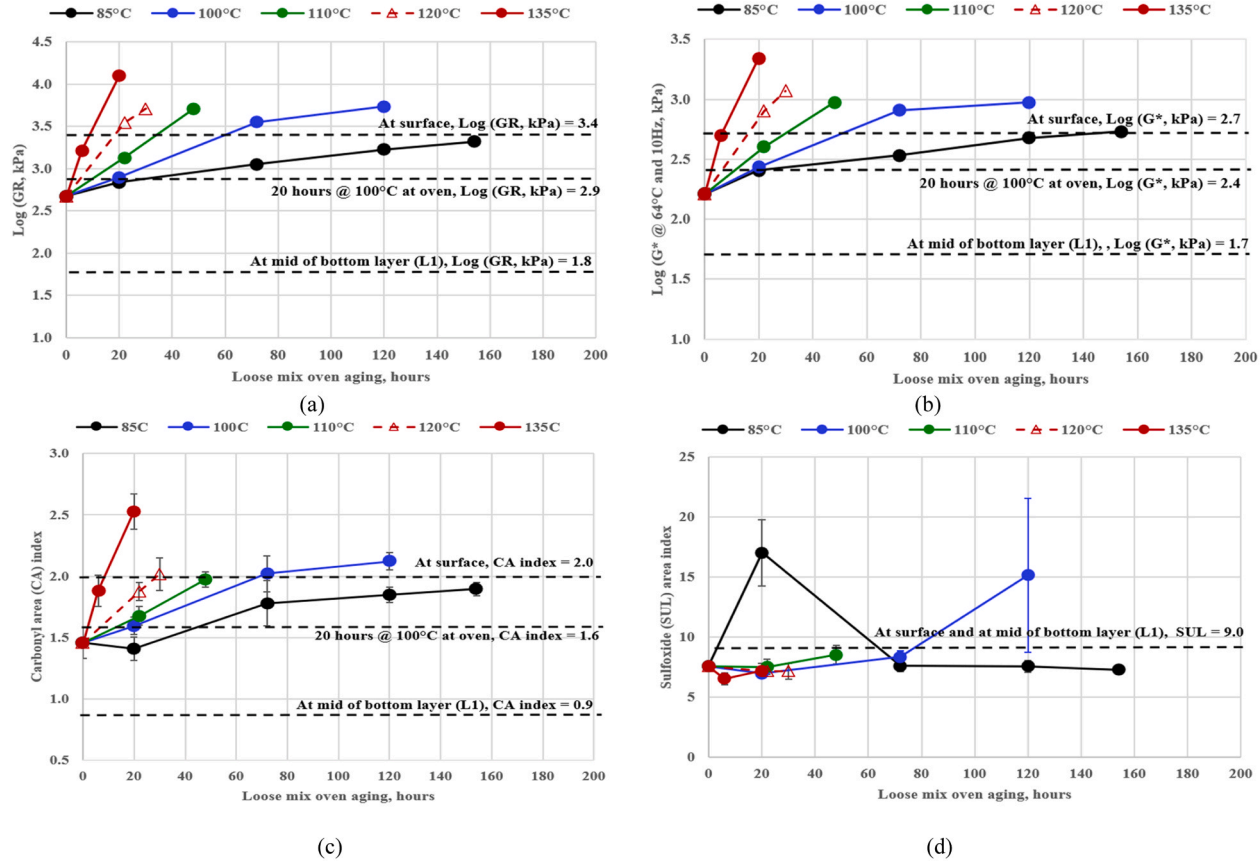 85°C 100°C 110°C 120°C 135°C
4.5
4.0
3.5
3.0
2.5
2.0
1.5
1.0
Log (GR, kPa)
At surface, Log (GR, kPa) = 3.4
20 hours @ 100°C at oven, Log (GR, kPa) = 2.9
At mid of bottom layer (L1), Log (GR, kPa) = 1.8
0 20 40 60 80 100 120 140 160 180 200
Loose mix oven aging, hours
(a)
85°C 100°C 110°C 120°C 135°C
3.5
3.0
2.5
2.0
1.5
1.0
Log (G* @ 64°C and 10Hz, kPa)
At surface, Log (G*, kPa) = 2.7
20 hours @ 100°C at oven, Log (G*, kPa) = 2.4
At mid of bottom layer (L1), , Log (G*, kPa) = 1.7
0 20 40 60 80 100 120 140 160 180 200
Loose mix oven aging, hours
(b)
85C 100C 110°C 120°C 135C
3.0
2.5
2.0
1.5
1.0
0.5
Carbonyl area (CA) index
At surface, CA index = 2.0
20 hours @ 100°C at oven, CA index = 1.6
At mid of bottom layer (L1), CA index = 0.9
0 20 40 60 80 100 120 140 160 180 200
Loose mix oven aging, hours
(c)
85°C 100°C 110°C 120°C 135°C
25
20
15
10
5
0
Sulfoxide (SUL) area index
At surface and at mid of bottom layer (L1), SUL = 9.0
0 20 40 60 80 100 120 140 160 180 200
Loose mix oven aging, hours
(d)